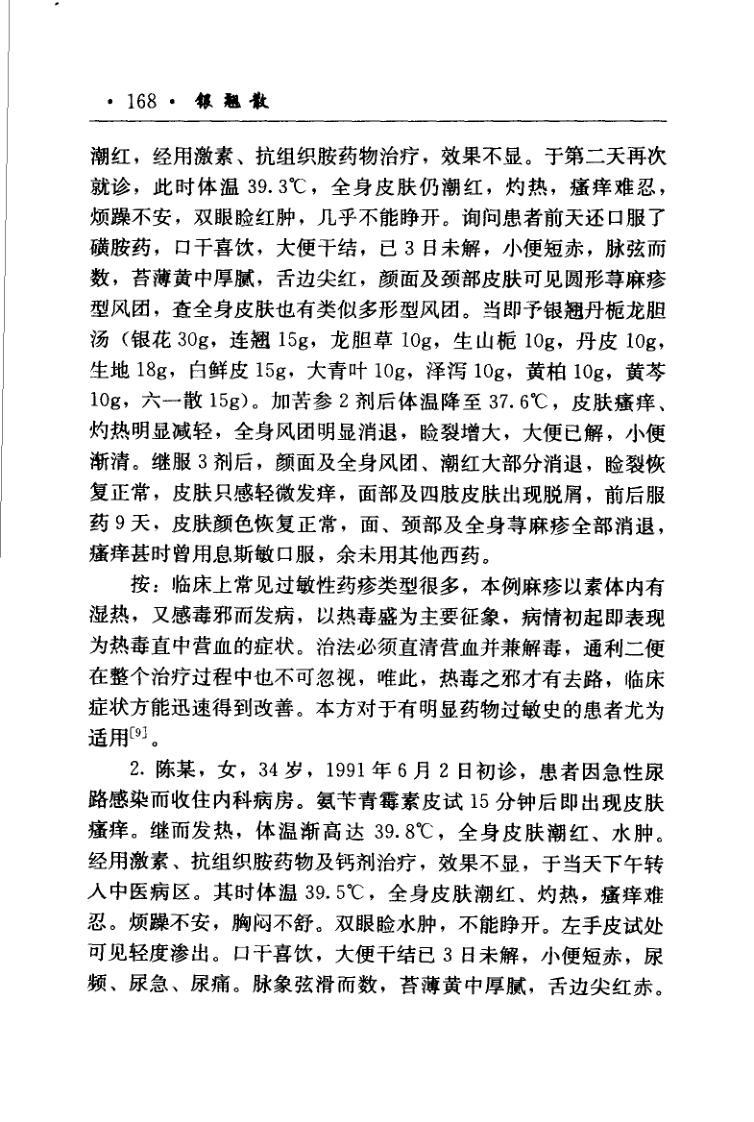 · 168 · 银翘散
潮红，经用激素、抗组织胺药物治疗，效果不显。于第二天再次
就诊，此时体温 39.3℃，全身皮肤仍潮红，灼热，瘙痒难忍，
烦躁不安，双眼睑红肿，几乎不能睁开。询问患者前天还口服了
磺胺药，口干喜饮，大便干结，已 3 日未解，小便短赤，脉弦而
数，苔薄黄中厚腻，舌边尖红，颜面及颈部皮肤可见圆形荨麻疹
型风团，查全身皮肤也有类似多形型风团。当即予银翘丹栀龙胆
汤（银花 30g，连翘 15g，龙胆草 10g，生山栀 10g，丹皮 10g，
生地 18g，白鲜皮 15g，大青叶 10g，泽泻 10g，黄柏 10g，黄芩
10g，六一散 15g）。加苦参 2 剂后体温降至 37.6℃，皮肤瘙痒、
灼热明显减轻，全身风团明显消退，睑裂增大，大便已解，小便
渐清。继服 3 剂后，颜面及全身风团、潮红大部分消退，睑裂恢
复正常，皮肤只感轻微发痒，面部及四肢皮肤出现脱屑，前后服
药 9 天，皮肤颜色恢复正常，面、颈部及全身荨麻疹全部消退，
瘙痒甚时曾用息斯敏口服，余未用其他西药。
按：临床上常见过敏性药疹类型很多，本例麻疹以素体内有
湿热，又感毒邪而发病，以热毒盛为主要征象，病情初起即表现
为热毒直中营血的症状。治法必须直清营血并兼解毒，通利二便
在整个治疗过程中也不可忽视，唯此，热毒之邪才有去路，临床
症状方能迅速得到改善。本方对于有明显药物过敏史的患者尤为
适用[9]。
2. 陈某，女，34 岁，1991 年 6 月 2 日初诊，患者因急性尿
路感染而收住内科病房。氨苄青霉素皮试 15 分钟后即出现皮肤
瘙痒。继而发热，体温渐高达 39.8℃，全身皮肤潮红、水肿。
经用激素、抗组织胺药物及钙剂治疗，效果不显，于当天下午转
入中医病区。其时体温 39.5℃，全身皮肤潮红、灼热，瘙痒难
忍。烦躁不安，胸闷不舒。双眼睑水肿，不能睁开。左手皮试处
可见轻度渗出。口干喜饮，大便干结已 3 日未解，小便短赤，尿
频、尿急、尿痛。脉象弦滑而数，苔薄黄中厚腻，舌边尖红赤。